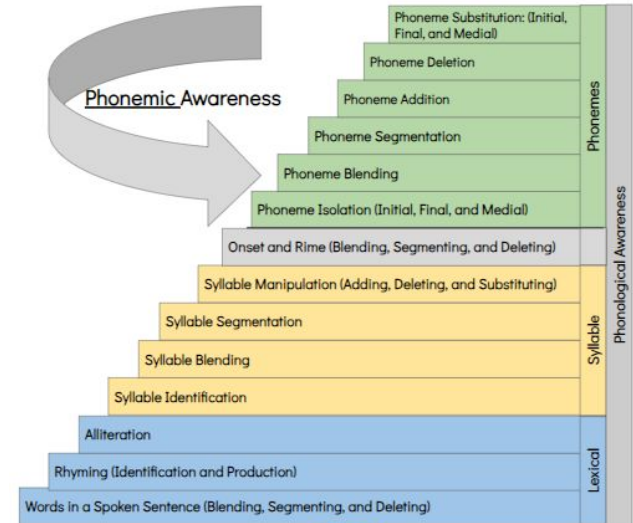 Phoneme Substitution: (Initial,
Final, and Medial)
Phoneme Deletion
Phonemic Awareness
Phoneme Addition
Phoneme Segmentation
Phoneme Blending
Phoneme Isolation (Initial, Final, and Medial)
Phonemes
Onset and Rime (Blending, Segmenting, and Deleting)
Syllable Manipulation (Adding, Deleting, and Substituting)
Syllable Segmentation
Syllable Blending
Syllable Identification
Syllable
Alliteration
Rhyming (Identification and Production)
Words in a Spoken Sentence (Blending, Segmenting, and Deleting)
Lexical
Phonological Awareness